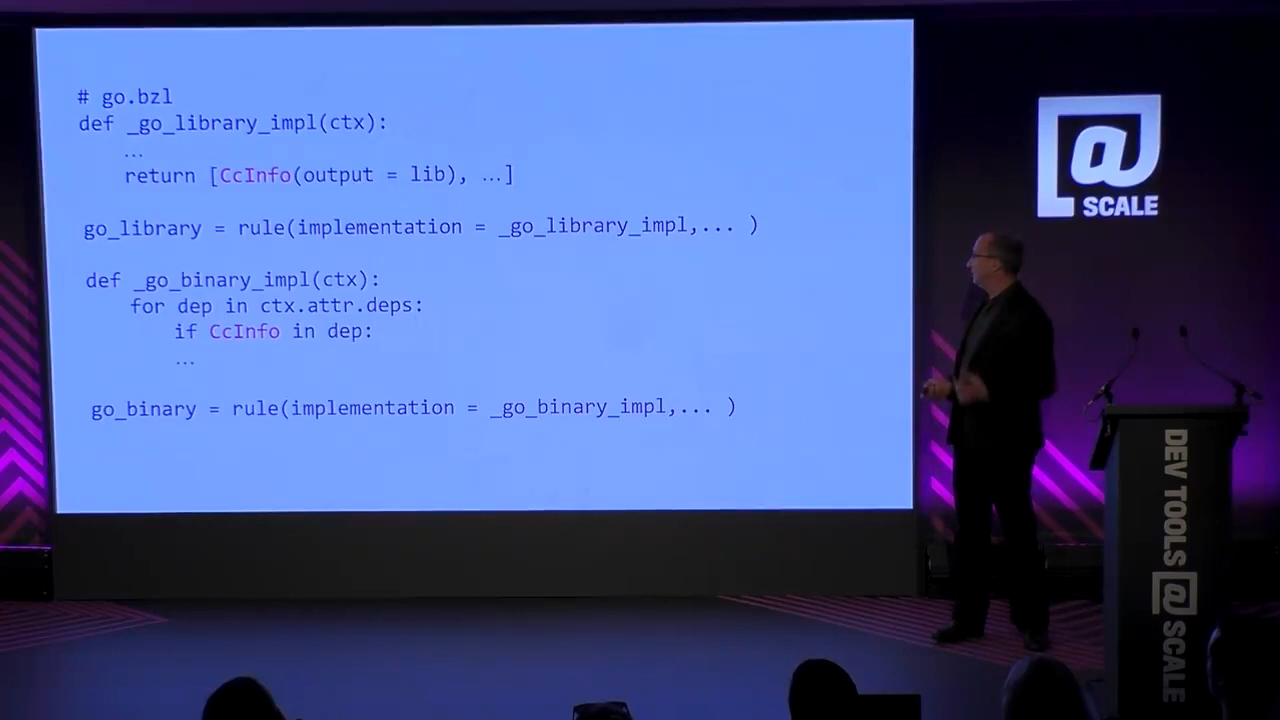 # go.bzl
def _go_library_impl(ctx):
    …
    return [CcInfo(output = lib), …]
go_library = rule(implementation = _go_library_impl,... )
def _go_binary_impl(ctx):
    for dep in ctx.attr.deps:
        if CcInfo in dep:
        …
go_binary = rule(implementation = _go_binary_impl,... )
@
SCALE
DEV TOOLS @ SCALE